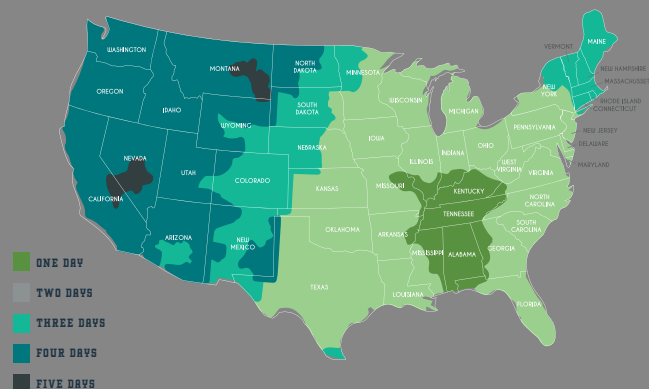 MAINE
VERMONT
WASHINGTON
NORTH
DAKOTA
MONTANA
MINNESOTA
NEW HAMPSHIRE
MASSACHUSSET
OREGON
NEW
YORK
WISCONSIN
RHODE ISLAND
CONNECTICUT
IDAHO
SOUTH
DAKOTA
MICHIGAN
WYOMING
PENNSYLVANIA
NEW JERSEY
IOWA
NEBRASKA
OHIO
DELAWARE
INDIANA
ILLINOIS
NEVADA
UTAH
WEST
VIRGINIA
MARYLAND
VIRGINIA
COLORADO
KANSAS
MISSOURI
KENTUCKY
CALIFORNIA
NORTH
CAROLINA
TENNESSEE
SOUTH
CAROLINA
ARIZONA
NEW
MEXICO
OKLAHOMA
ARKANSAS
MISSISSIPPI
ALABAMA
GEORGIA
TEXAS
LOUISIANA
FLORIDA
ONE DAY
TWO DAYS
THREE DAYS
FOUR DAYS
FIVE DAYS